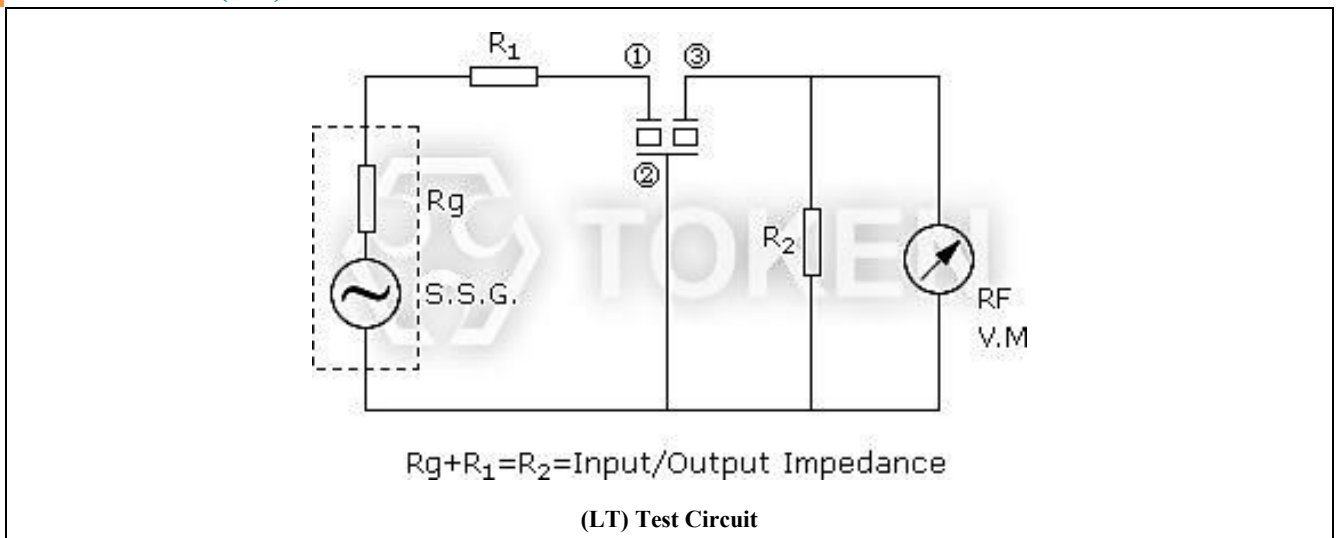 R1
①
③
②
Rg
S.S.G.
TOKEN
R2
RF
V.M
Rg+R1=R2=Input/Output Impedance
(LT) Test Circuit